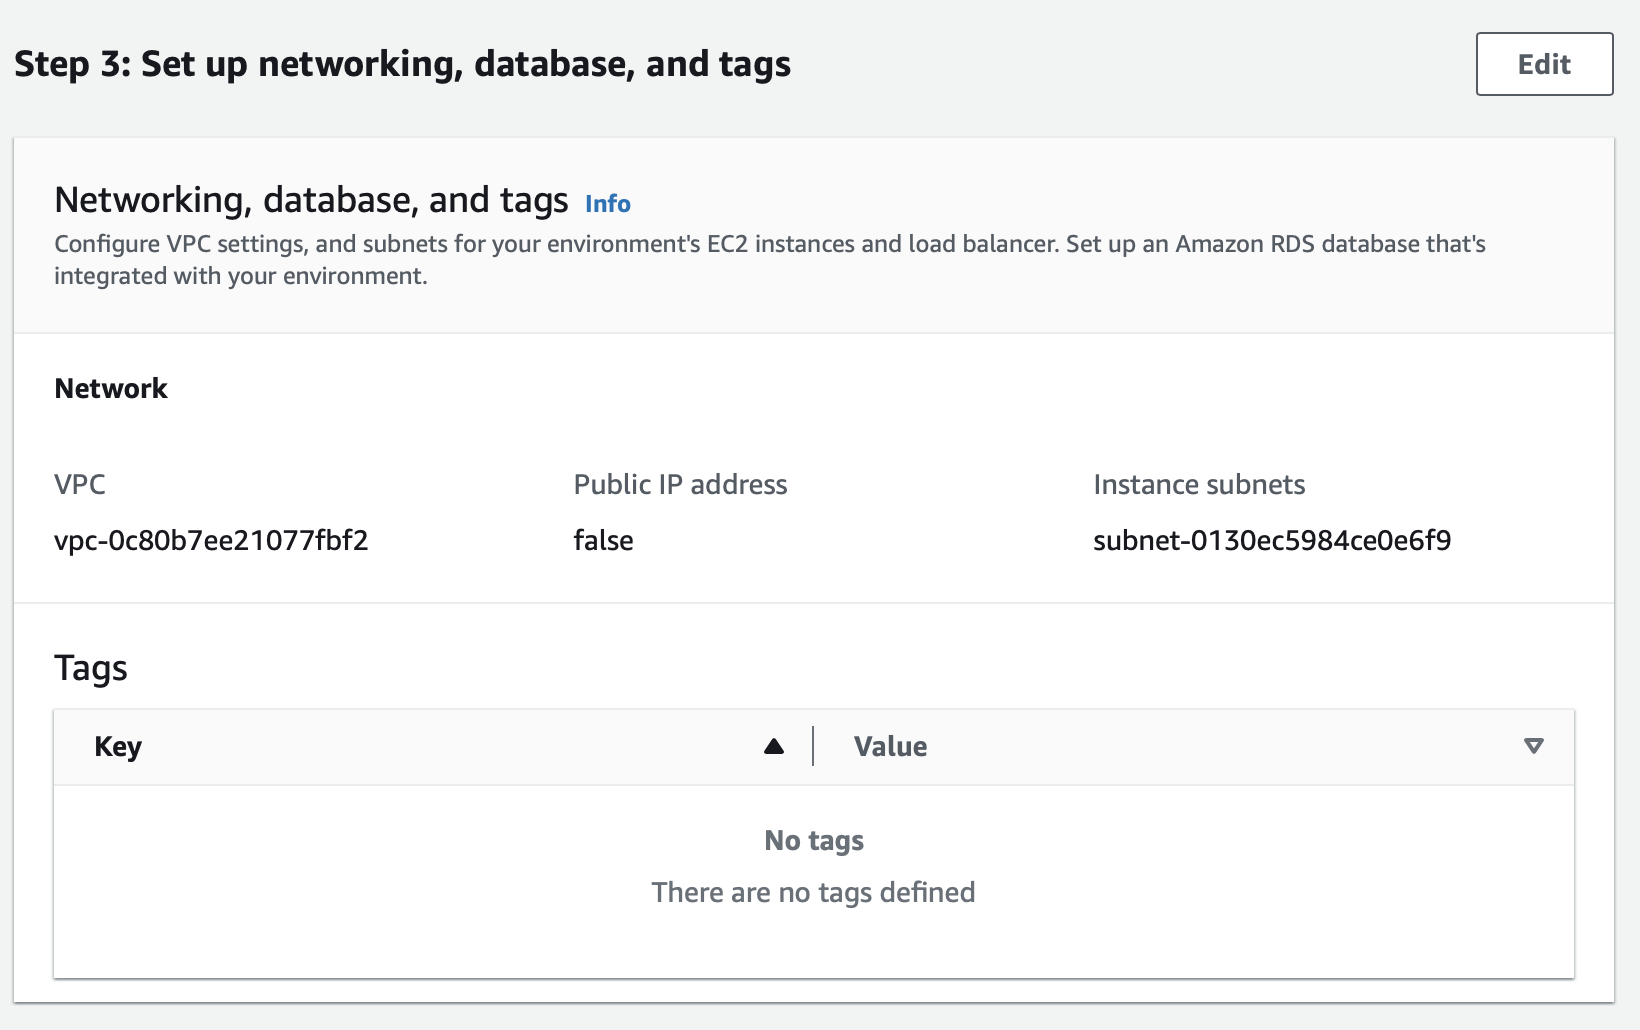 Step 3: Set up networking, database, and tags
Edit
Networking, database, and tags Info
Configure VPC settings, and subnets for your environment's EC2 instances and load balancer. Set up an Amazon RDS database that's
integrated with your environment.
Network
VPC
vpc-0c80b7ee21077fbf2
Public IP address
false
Instance subnets
subnet-0130ec5984ce0e6f9
Tags
Key
Value
No tags
There are no tags defined